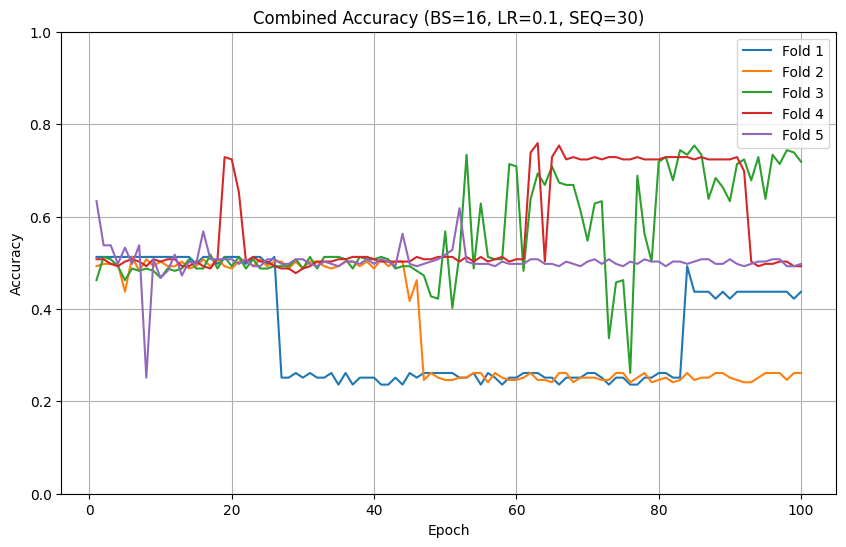 Combined Accuracy (BS=16, LR=0.1, SEQ=30)
1.0
0.8
0.6
0.4
0.2
0.0
Accuracy
0 20 40 60 80 100
Epoch
Fold 1
Fold 2
Fold 3
Fold 4
Fold 5